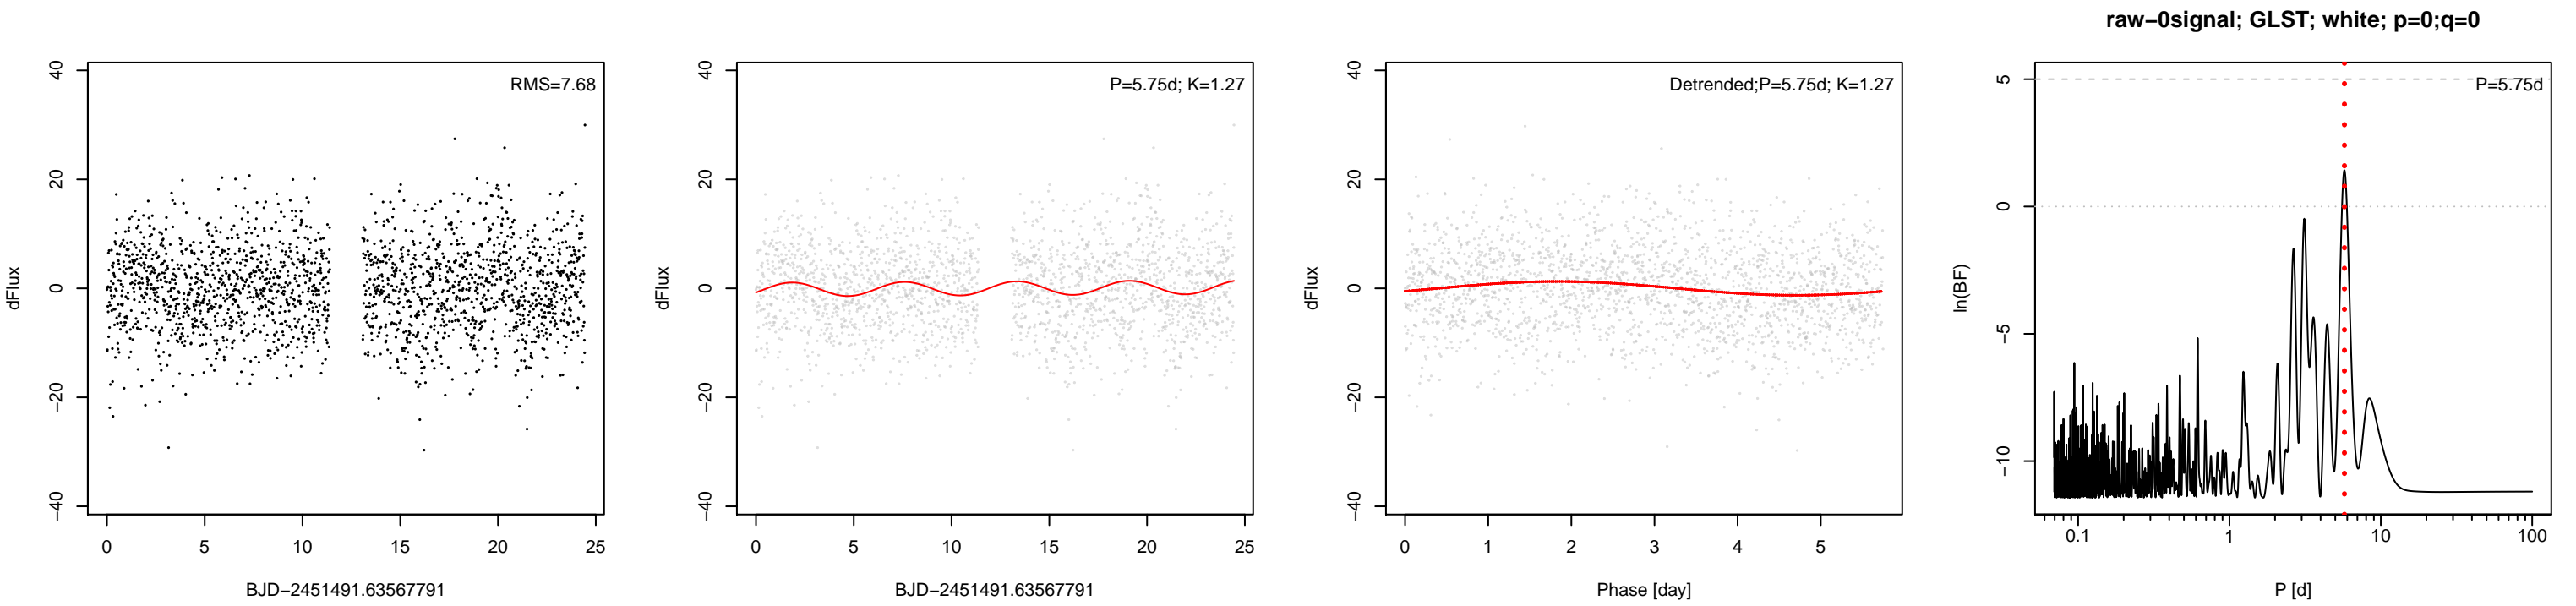 raw−0signal; GLST; white; p=0;q=0
40
20
0
−20
−40
dFlux
RMS=7.68
0 5 10 15 20 25
BJD−2451491.63567791
40
20
0
−20
−40
dFlux
P=5.75d; K=1.27
0 5 10 15 20 25
BJD−2451491.63567791
40
20
0
−20
−40
dFlux
Detrended;P=5.75d; K=1.27
0 1 2 3 4 5
Phase [day]
5
0
−5
−10
ln(BF)
P=5.75d
0.1 1 10 100
P [d]